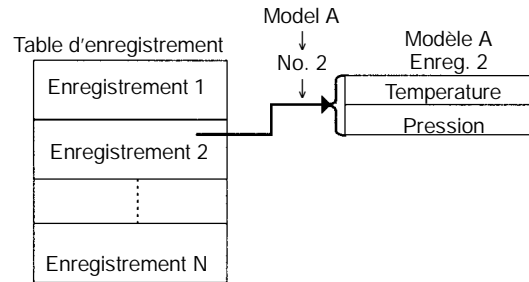 Table d'enregistrement
Enregistrement 1
Enregistrement 2
Enregistrement N
Model A
No. 2
Modèle A
Enreg. 2
Temperature
Pression